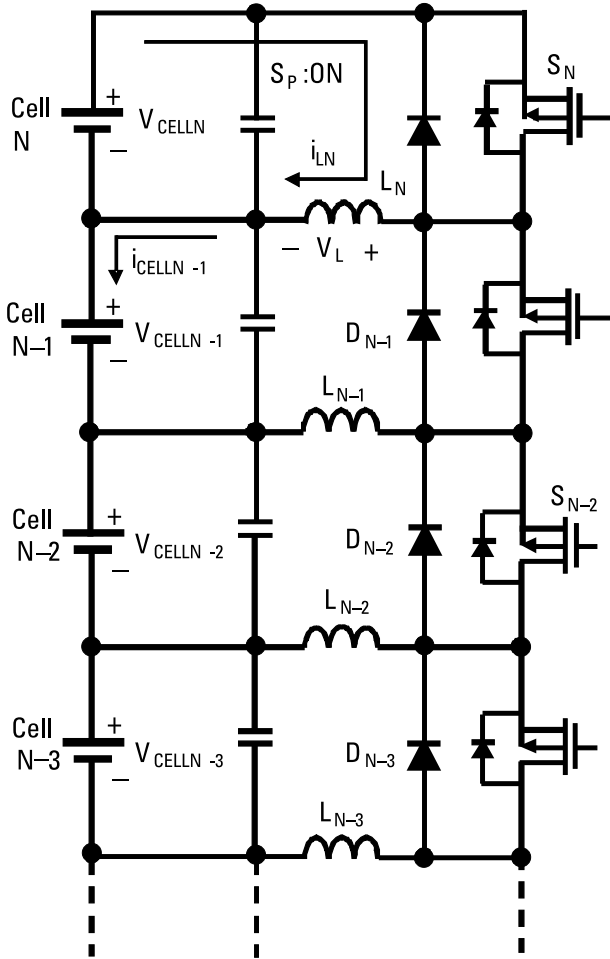 S_P:ON
S_N
Cell
N
+
V_CELLN
−
i_LN
L_N
− V_L +
i_CELLN -1
Cell
N–1
+
V_CELLN -1
−
D_N–1
L_N–1
Cell
N–2
+
V_CELLN -2
−
D_N–2
S_N–2
L_N–2
Cell
N–3
+
V_CELLN -3
−
D_N–3
L_N–3